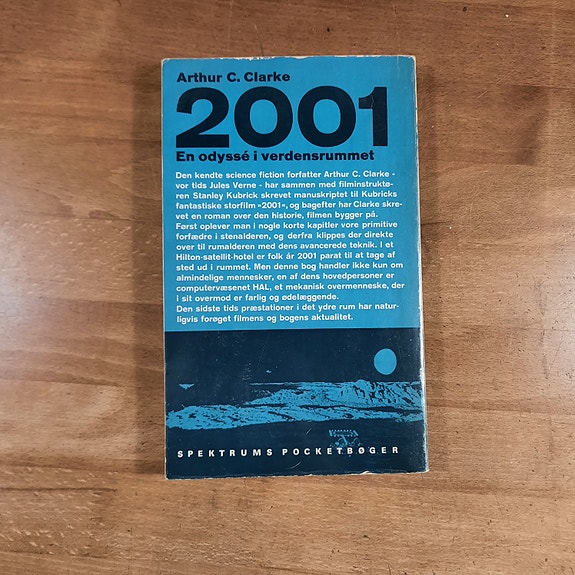 Arthur C. Clarke
2001
En odyssé i verdensrummet
Den kendte science fiction forfatter Arthur C. Clarke -
vor tids Jules Verne - har sammen med filminstruktø-
ren Stanley Kubrick skrevet manuskriptet til Kubricks
fantastiske storfilm »2001«, og bagefter har Clarke skre-
vet en roman over den historie, filmen bygger på.
Først oplever man i nogle korte kapitler vore primitive
forfædre i stenalderen, og derfra klippes der direkte
over til rumalderen med dens avancerede teknik. I et
Hilton-satellit-hotel er folk år 2001 parat til at tage af
sted ud i rummet. Men denne bog handler ikke kun om
almindelige mennesker, en af dens hovedpersoner er
computervæsenet HAL, et mekanisk overmenneske, der
i sit overmod er farlig og ødelæggende.
Den sidste tids præstationer i det ydre rum har natur-
ligvis forøget filmens og bogens aktualitet.
SPEKTRUMS POCKETBØGER